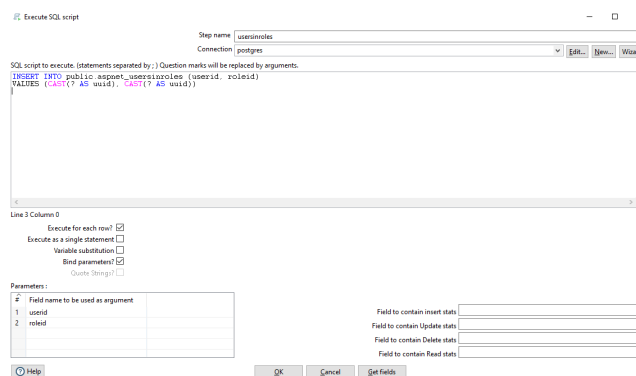 Execute SQL script
Step name usersinroles
Connection postgres
Edit... New... Wiza
SQL script to execute. (statements separated by ; ) Question marks will be replaced by arguments.
INSERT INTO public.aspnet_usersinroles (userid, roleid)
VALUES (CAST(? AS uuid), CAST(? AS uuid))
Line 3 Column 0
Execute for each row?
Execute as a single statement
Variable substitution
Bind parameters?
Quote Strings?
Parameters :
# Field name to be used as argument
1 userid
2 roleid
Field to contain insert stats
Field to contain Update stats
Field to contain Delete stats
Field to contain Read stats
Help
OK Cancel Get fields